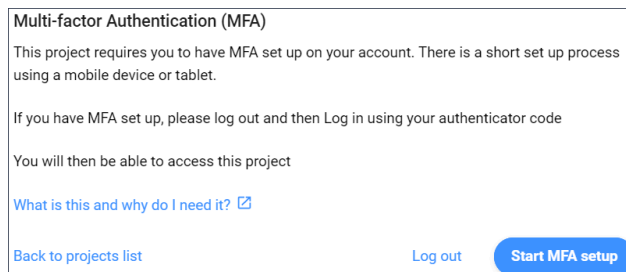 Multi-factor Authentication (MFA)
This project requires you to have MFA set up on your account. There is a short set up process
using a mobile device or tablet.
If you have MFA set up, please log out and then Log in using your authenticator code
You will then be able to access this project
What is this and why do I need it?
Back to projects list Log out Start MFA setup